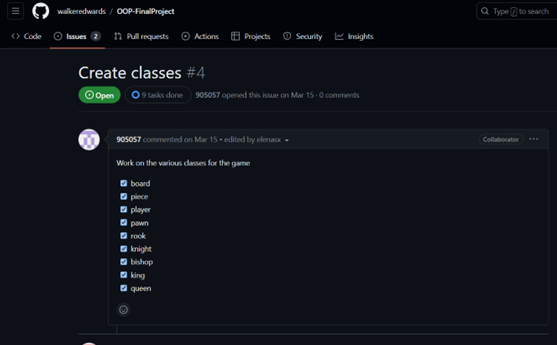 walkeredwards / OOP-FinalProject
Type / to search
Code Issues 2 Pull requests Actions Projects Security Insights
Create classes #4
Open 9 tasks done 905057 opened this issue on Mar 15 · 0 comments
905057 commented on Mar 15 • edited by elenasx Collaborator
Work on the various classes for the game
board
piece
player
pawn
rook
knight
bishop
king
queen